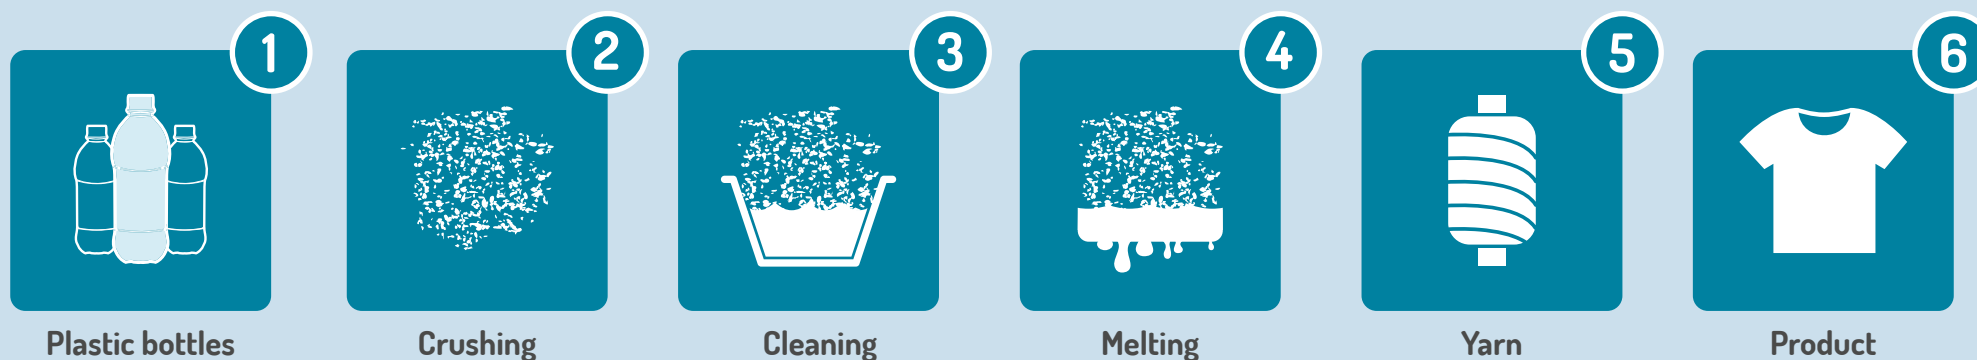 1
Plastic bottles
2
Crushing
3
Cleaning
4
Melting
5
Yarn
6
Product